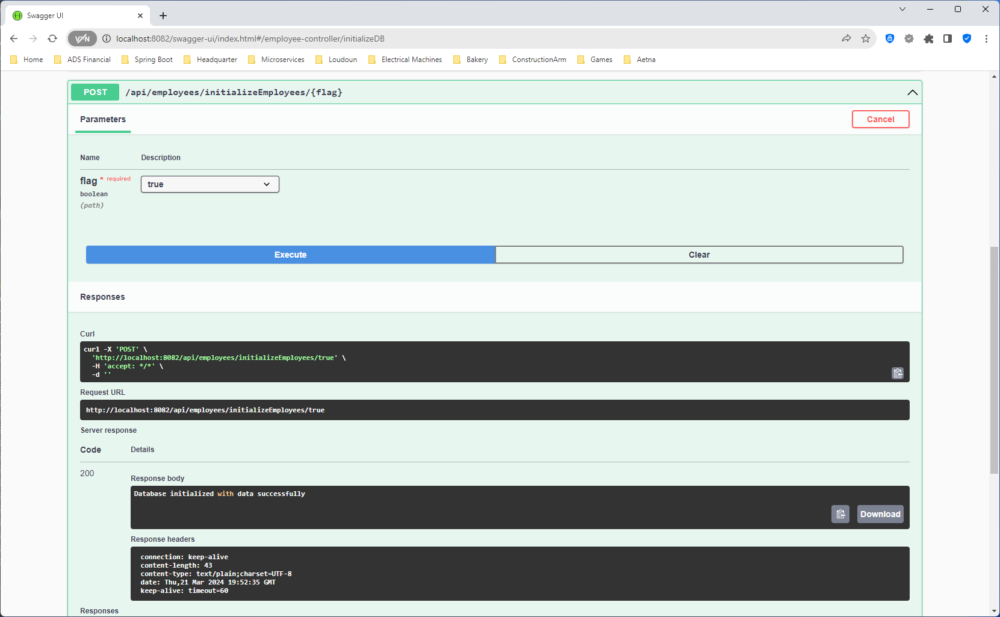 Swagger UI
VPN
localhost:8082/swagger-ui/index.html#/employee-controller/initializeDB
Home
ADS Financial
Spring Boot
Headquarter
Microservices
Loudoun
Electrical Machines
Bakery
ConstructionArm
Games
Aetna
POST /api/employees/initializeEmployees/{flag}
Parameters
Cancel
Name Description
flag * required
true
boolean
(path)
Execute
Clear
Responses
Curl
curl -X 'POST' \
'http://localhost:8082/api/employees/initializeEmployees/true' \
-H 'accept: */*' \
-d ''
Request URL
http://localhost:8082/api/employees/initializeEmployees/true
Server response
Code Details
200
Response body
Database initialized with data successfully
Download
Response headers
connection: keep-alive
content-length: 43
content-type: text/plain;charset=UTF-8
date: Thu,21 Mar 2024 19:52:35 GMT
keep-alive: timeout=60
Responses